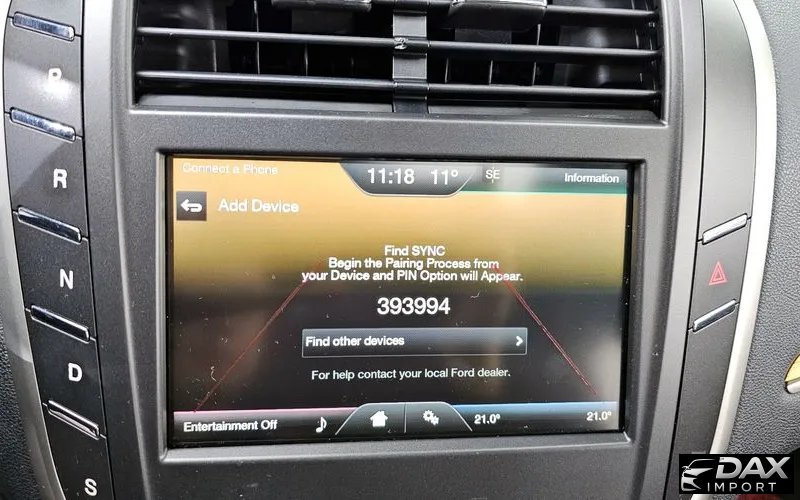 P
R
N
D
S
Connect a Phone
11:18 11° SE
Information
Add Device
Find SYNC
Begin the Pairing Process from
your Device and PIN Option will Appear.
393994
Find other devices
For help contact your local Ford dealer.
Entertainment Off
21.0°
21.0°
DAX
IMPORT